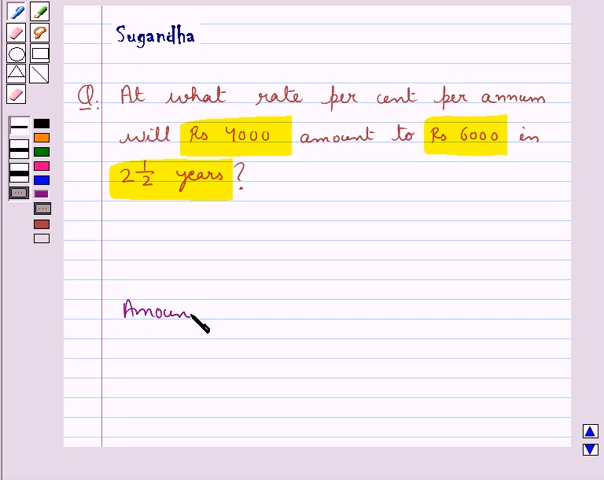 Sugandha
Q. At what rate per cent per annum
will Rs 4000 amount to Rs 6000 in
2 1/2 years ?
Amoun